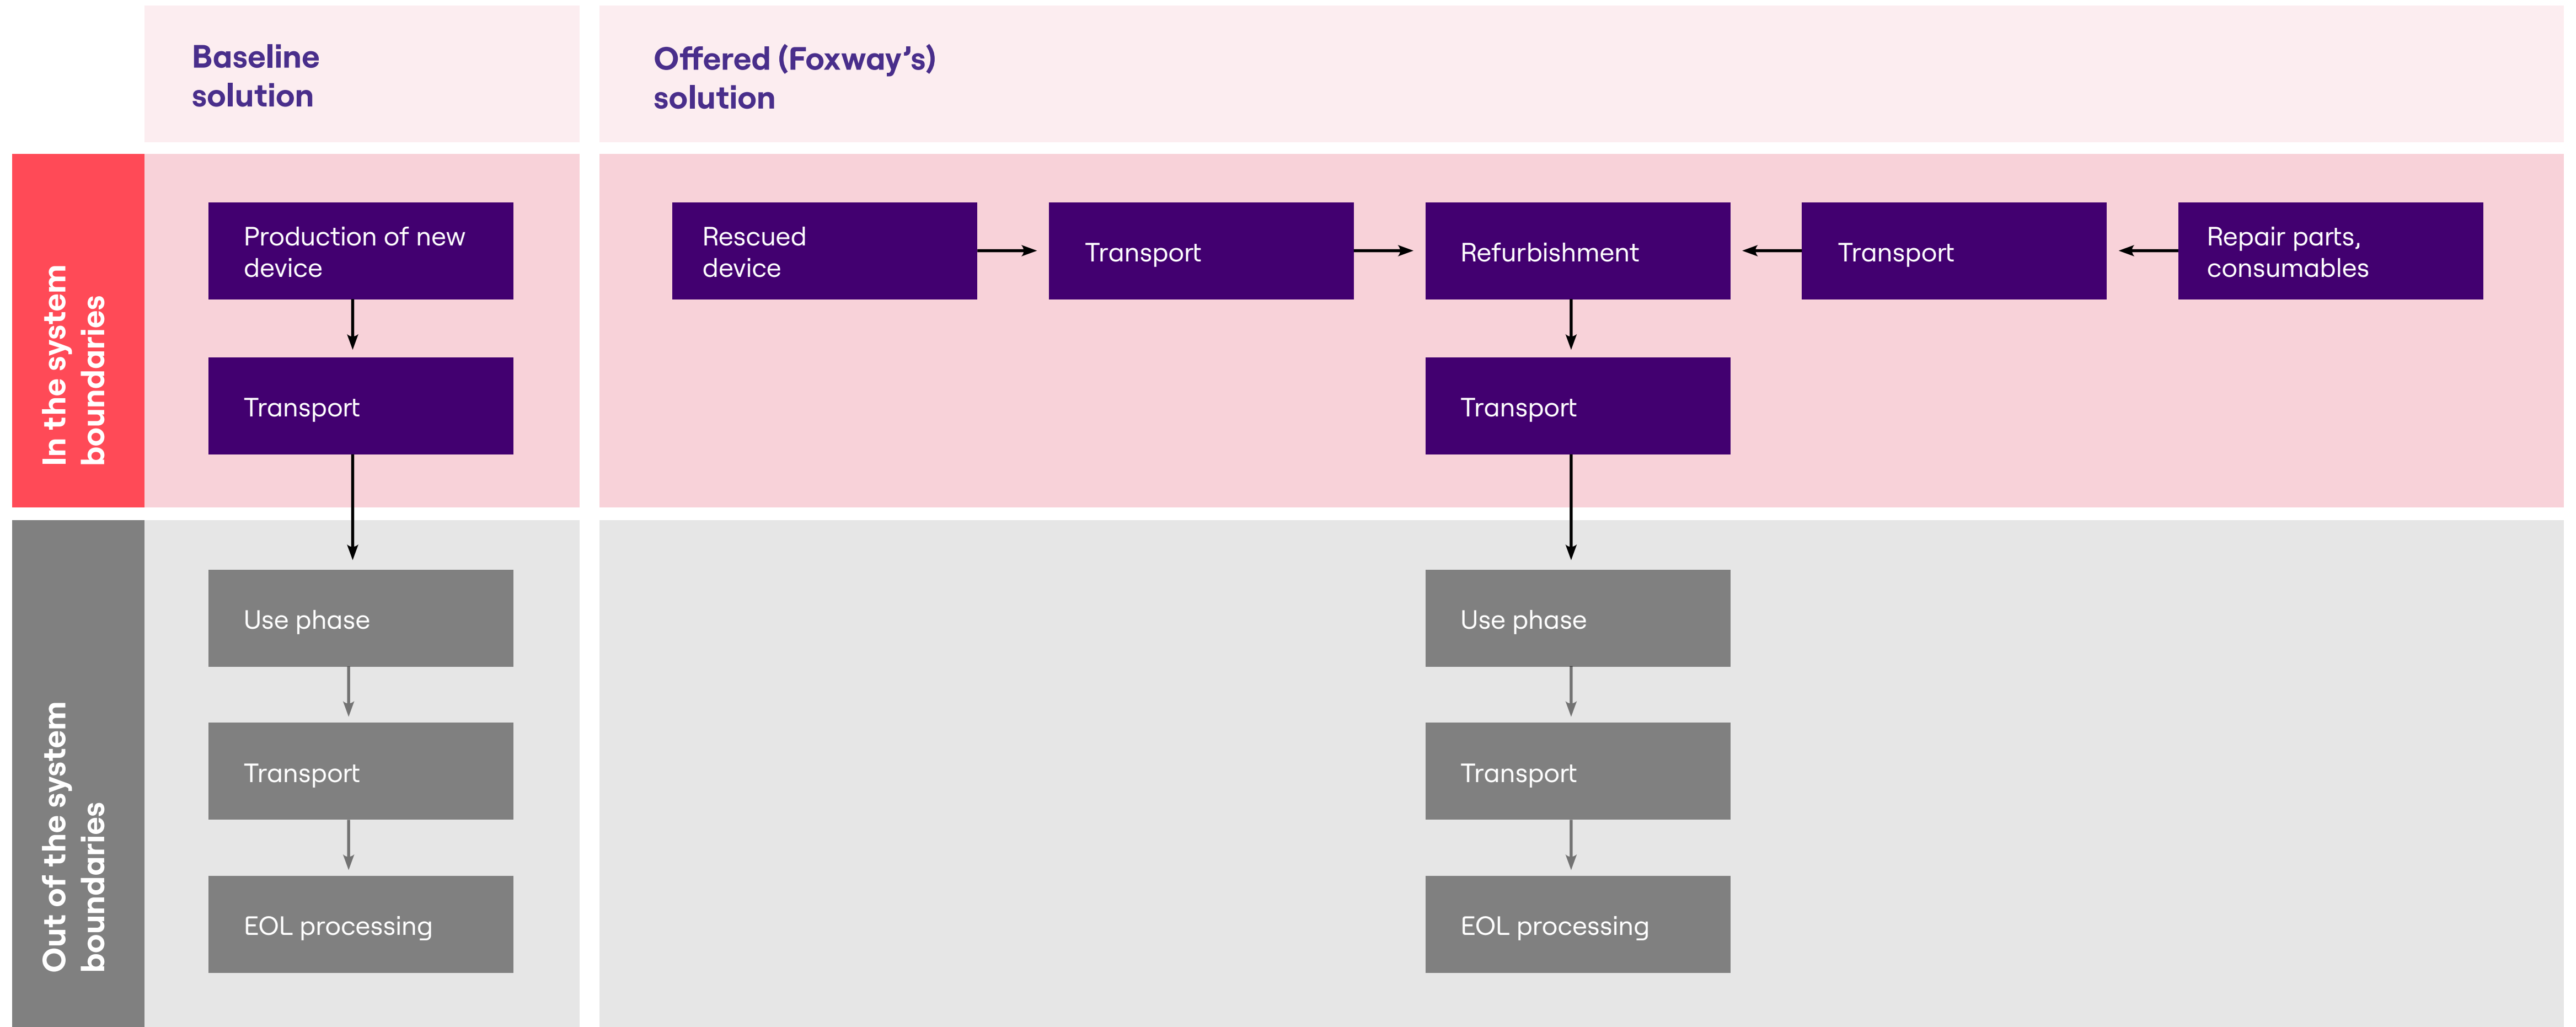 Baseline
solution
Offered (Foxway’s)
solution
In the system
boundaries
Production of new
device
Transport
Rescued
device
Transport
Refurbishment
Transport
Repair parts,
consumables
Transport
Out of the system
boundaries
Use phase
Transport
EOL processing
Use phase
Transport
EOL processing